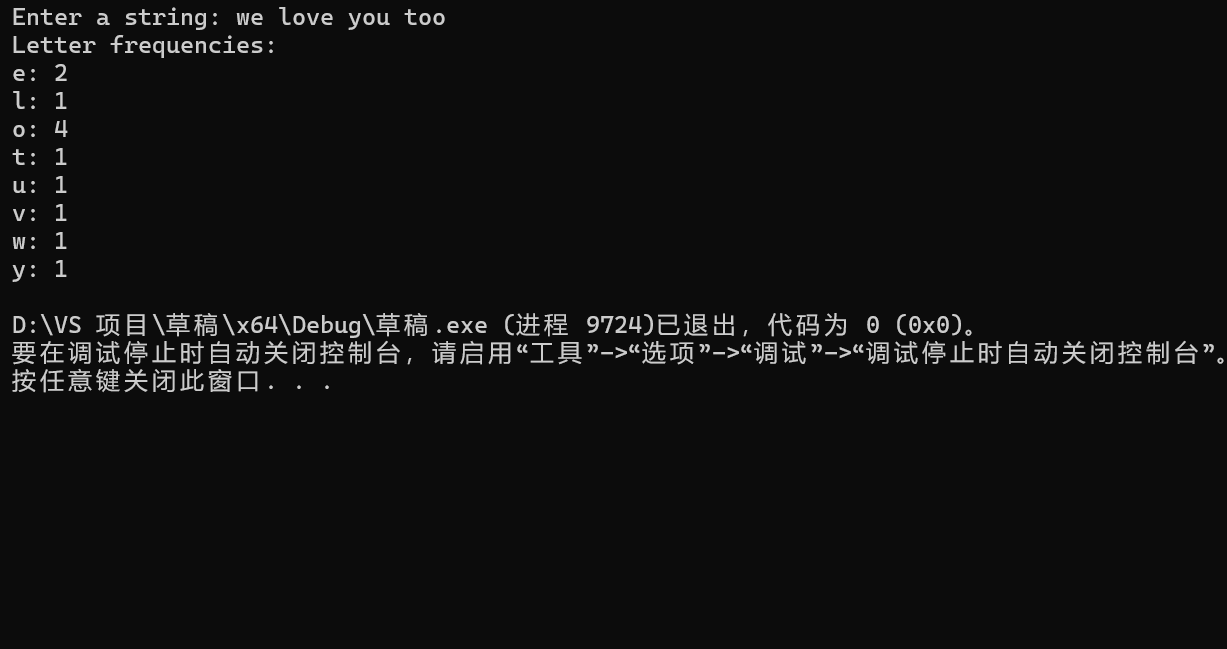 Enter a string: we love you too
Letter frequencies:
e: 2
l: 1
o: 4
t: 1
u: 1
v: 1
w: 1
y: 1
D:\VS 项目\草稿\x64\Debug\草稿.exe (进程 9724)已退出，代码为 0 (0x0)。
要在调试停止时自动关闭控制台，请启用“工具”->“选项”->“调试”->“调试停止时自动关闭控制台”。
按任意键关闭此窗口. . .